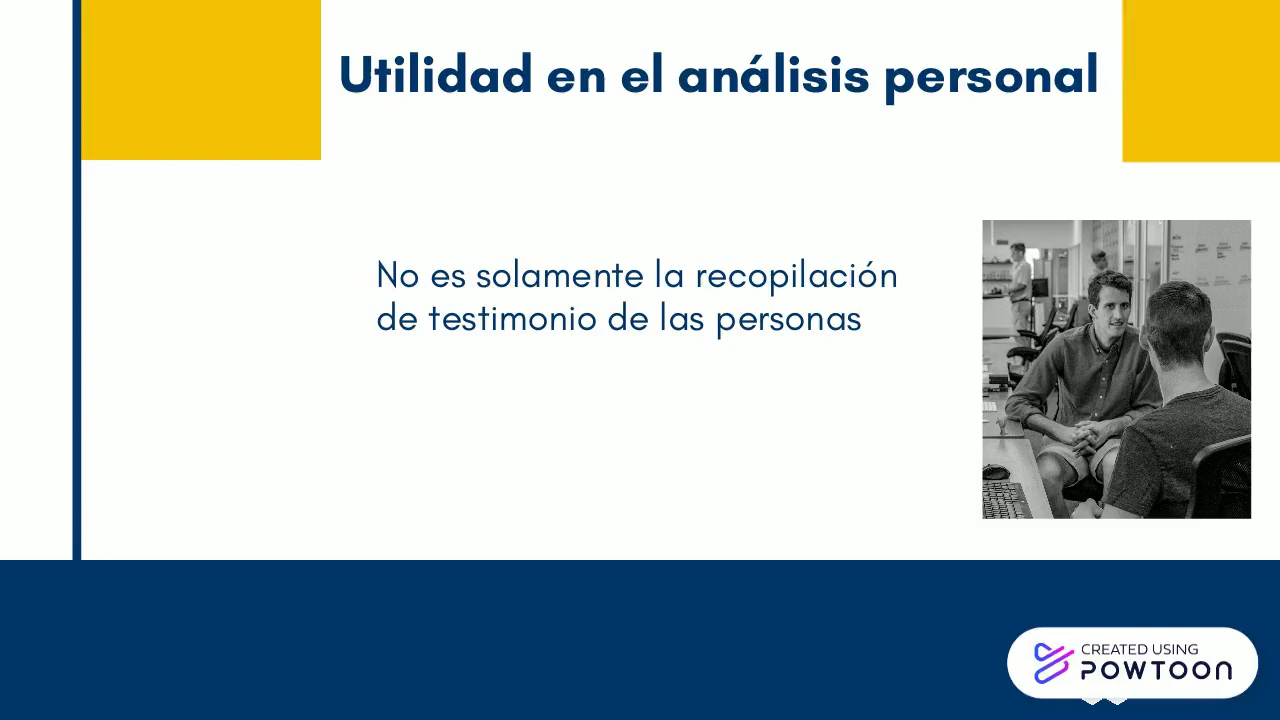 Utilidad en el análisis personal
No es solamente la recopilación
de testimonio de las personas
CREATED USING
POWTOON